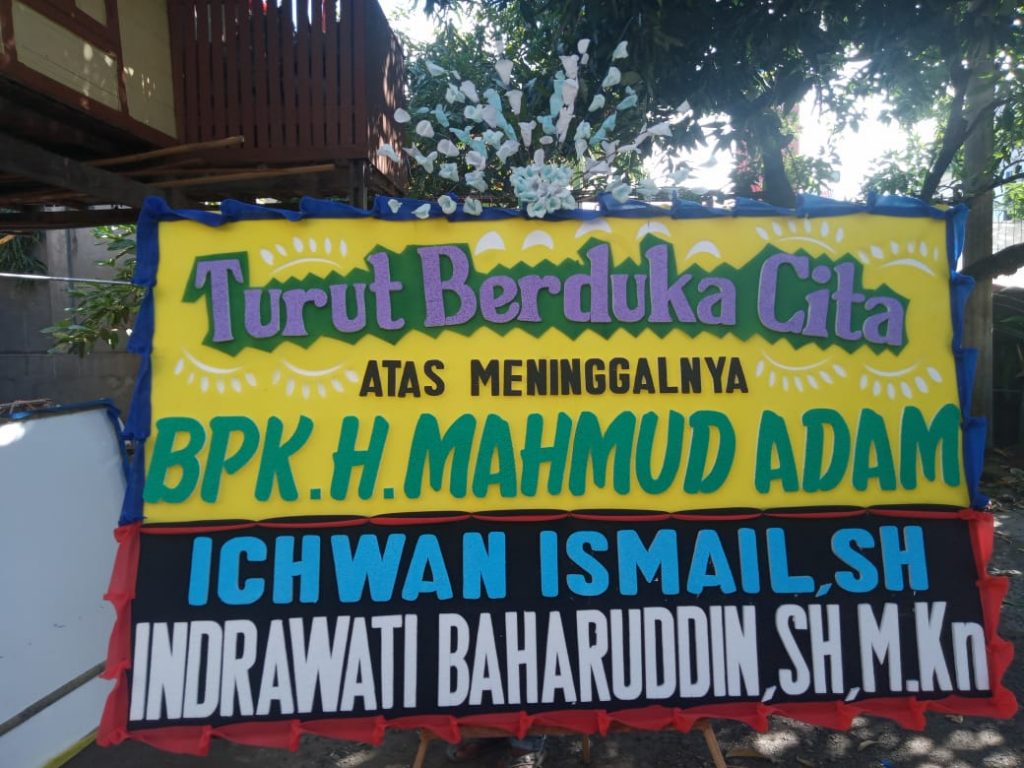 Turut Berduka Cita
ATAS MENINGGALNYA
BPK.H.MAHMUD ADAM
ICHWAN ISMAIL,SH
INDRAWATI BAHARUDDIN,SH,M.Kn